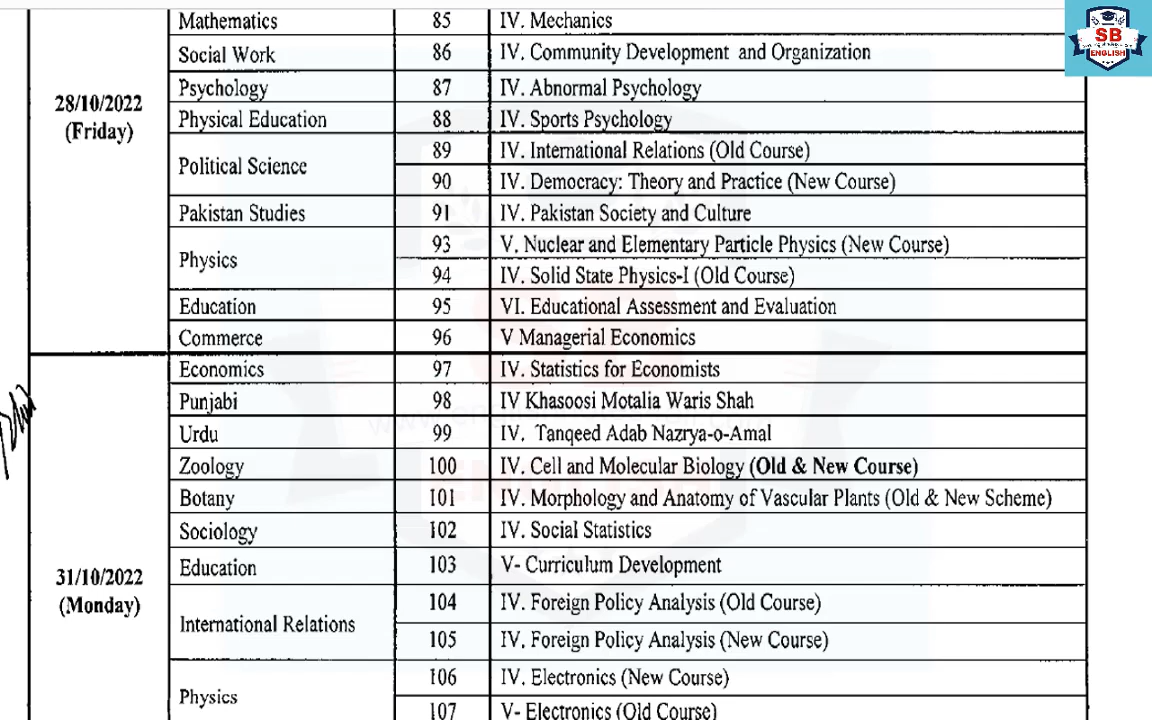 Mathematics 85 IV. Mechanics
Social Work 86 IV. Community Development and Organization
Psychology 87 IV. Abnormal Psychology
28/10/2022
(Friday)
Physical Education 88 IV. Sports Psychology
Political Science
89 IV. International Relations (Old Course)
90 IV. Democracy: Theory and Practice (New Course)
Pakistan Studies 91 IV. Pakistan Society and Culture
Physics
93 V. Nuclear and Elementary Particle Physics (New Course)
94 IV. Solid State Physics-I (Old Course)
Education 95 VI. Educational Assessment and Evaluation
Commerce 96 V Managerial Economics
Economics 97 IV. Statistics for Economists
Punjabi 98 IV Khasoosi Motalia Waris Shah
Urdu 99 IV. Tanqeed Adab Nazrya-o-Amal
Zoology 100 IV. Cell and Molecular Biology (Old & New Course)
Botany 101 IV. Morphology and Anatomy of Vascular Plants (Old & New Scheme)
Sociology 102 IV. Social Statistics
31/10/2022
(Monday)
Education 103 V- Curriculum Development
International Relations
104 IV. Foreign Policy Analysis (Old Course)
105 IV. Foreign Policy Analysis (New Course)
Physics
106 IV. Electronics (New Course)
107 V- Electronics (Old Course)
SB
ENGLISH